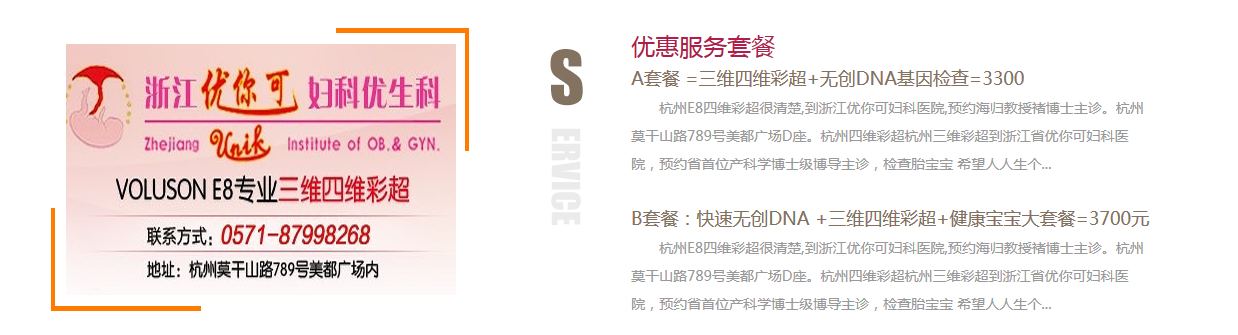 浙江优你可妇科优生科
Zhejiang Unik Institute of OB.& GYN.
VOLUSON E8专业三维四维彩超
联系方式：0571-87998268
地址：杭州莫干山路789号美都广场内
S
ERVICE
优惠服务套餐
A套餐 =三维四维彩超+无创DNA基因检查=3300
杭州E8四维彩超很清楚,到浙江优你可妇科医院,预约海归教授褚博士主诊。杭州
莫干山路789号美都广场D座。杭州四维彩超杭州三维彩超到浙江省优你可妇科医
院，预约省首位产科学博士级博导主诊，检查胎宝宝 希望人人生个...
B套餐：快速无创DNA +三维四维彩超+健康宝宝大套餐=3700元
杭州E8四维彩超很清楚,到浙江优你可妇科医院,预约海归教授褚博士主诊。杭州
莫干山路789号美都广场D座。杭州四维彩超杭州三维彩超到浙江省优你可妇科医
院，预约省首位产科学博士级博导主诊，检查胎宝宝 希望人人生个...